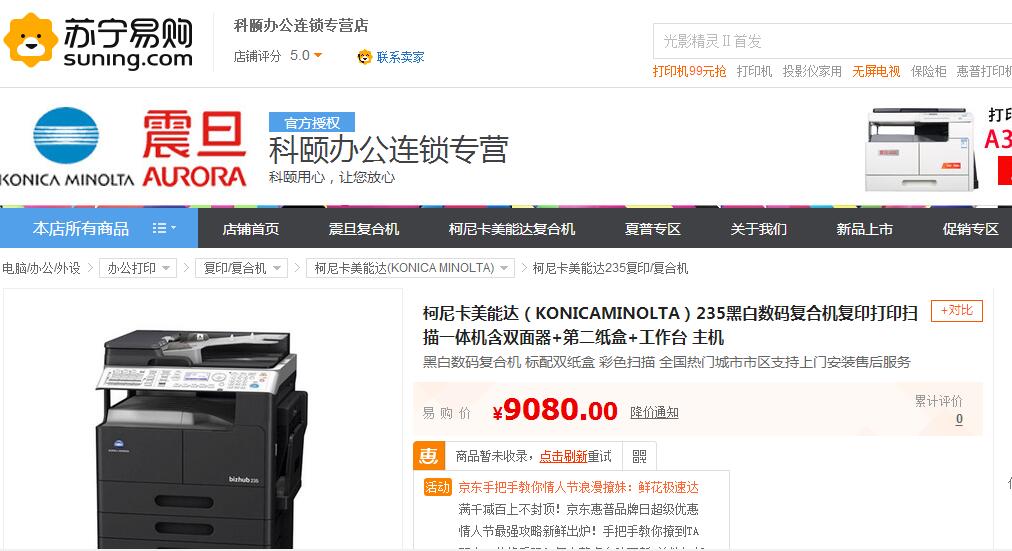 苏宁易购
suning.com
科颐办公连锁专营店
店铺评分 5.0 联系卖家
光影精灵Ⅱ首发
打印机99元抢 打印机 投影仪家用 无屏电视 保险柜 惠普打印机
KONICA MINOLTA
震旦
AURORA
官方授权
科颐办公连锁专营
科颐用心，让您放心
打印
A3
本店所有商品 店铺首页 震旦复合机 柯尼卡美能达复合机 夏普专区 关于我们 新品上市 促销专区
电脑/办公/外设 办公打印 复印/复合机 柯尼卡美能达(KONICA MINOLTA) 柯尼卡美能达235复印/复合机
柯尼卡美能达（KONICAMINOLTA）235黑白数码复合机复印打印扫
描一体机含双面器+第二纸盒+工作台 主机
+对比
黑白数码复合机 标配双纸盒 彩色扫描 全国热门城市市区支持上门安装售后服务
易购价 ¥9080.00 降价通知
累计评价
0
惠 商品暂未收录，点击刷新重试
活动 京东手把手教你情人节浪漫撩妹：鲜花极速达
满千减百上不封顶！京东惠普品牌日超级优惠
情人节最强攻略新鲜出炉！手把手教你撩到TA
KONICA MINOLTA
bizhub 235